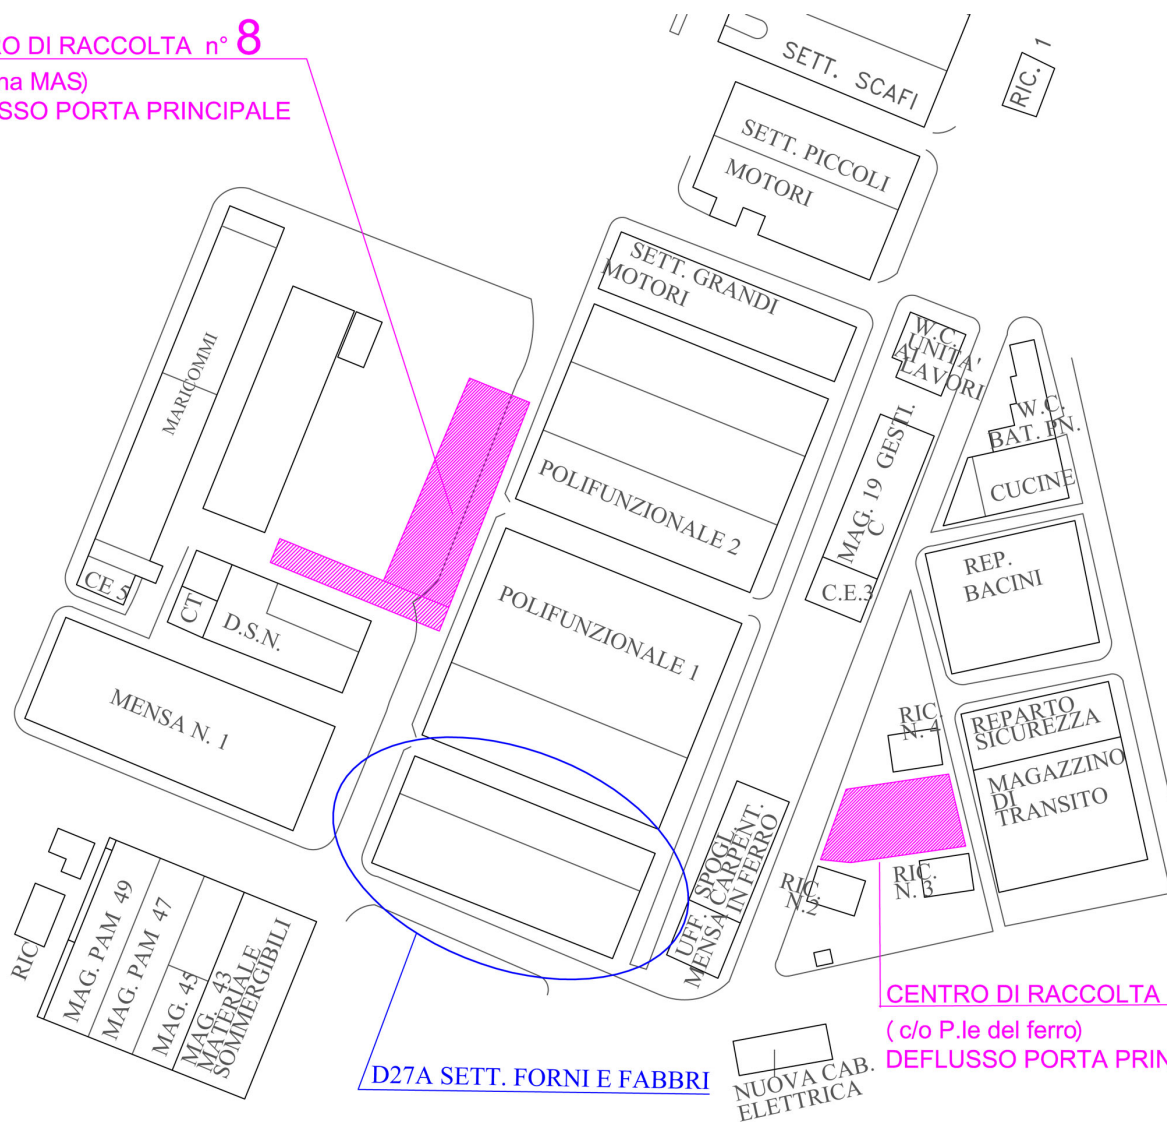 RO DI RACCOLTA n° 8
na MAS)
SSO PORTA PRINCIPALE
SETT. SCAFI
RIC. 1
SETT. PICCOLI
MOTORI
SETT. GRANDI
MOTORI
MARICOMMI
W.C.
UNITA'
AI
LAVORI
W.C.
BAT. PN.
CUCINE
MAG. 19 GESTI.
C
POLIFUNZIONALE 2
C.E.3
REP.
BACINI
CE 5
CT
D.S.N.
POLIFUNZIONALE 1
MENSA N. 1
RIC.
N. 4
REPARTO
SICUREZZA
MAGAZZINO
DI
TRANSITO
SPOGL.
CARPENT.
IN FERRO
UFF.
MENSA
RIC.
N.2
RIC.
N. 3
RIC
MAG. PAM 49
MAG. PAM 47
MAG. 45
MAG. 43
MATERIALE
SOMMERGIBILI
CENTRO DI RACCOLTA
( c/o P.le del ferro)
DEFLUSSO PORTA PRIN
D27A SETT. FORNI E FABBRI
NUOVA CAB.
ELETTRICA